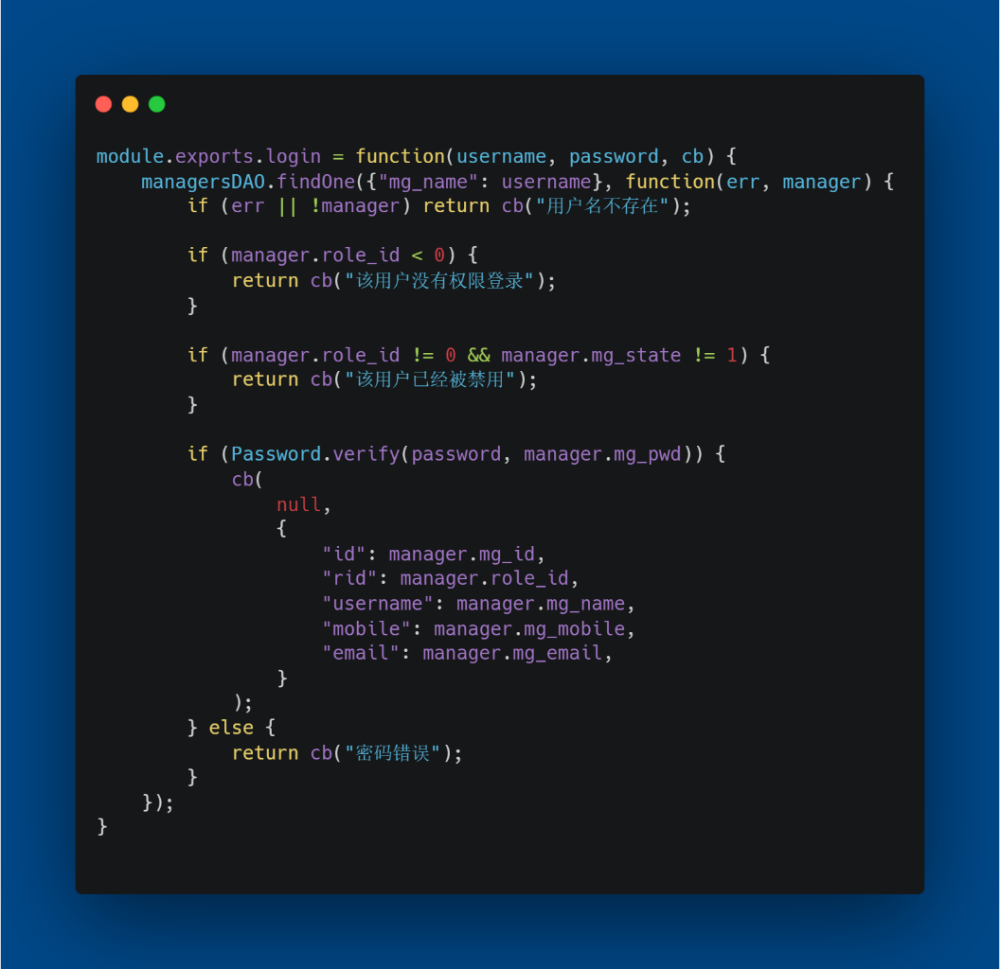 module.exports.login = function(username, password, cb) {
    managersDAO.findOne({"mg_name": username}, function(err, manager) {
        if (err || !manager) return cb("用户名不存在");

        if (manager.role_id < 0) {
            return cb("该用户没有权限登录");
        }

        if (manager.role_id != 0 && manager.mg_state != 1) {
            return cb("该用户已经被禁用");
        }

        if (Password.verify(password, manager.mg_pwd)) {
            cb(
                null,
                {
                    "id": manager.mg_id,
                    "rid": manager.role_id,
                    "username": manager.mg_name,
                    "mobile": manager.mg_mobile,
                    "email": manager.mg_email,
                }
            );
        } else {
            return cb("密码错误");
        }
    });
}